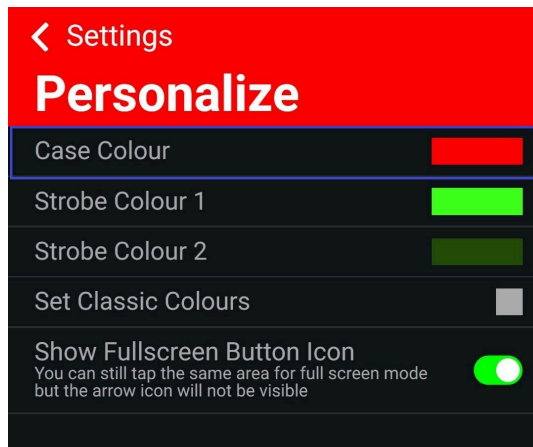 Settings
Personalize
Case Colour
Strobe Colour 1
Strobe Colour 2
Set Classic Colours
Show Fullscreen Button Icon
You can still tap the same area for full screen mode
but the arrow icon will not be visible